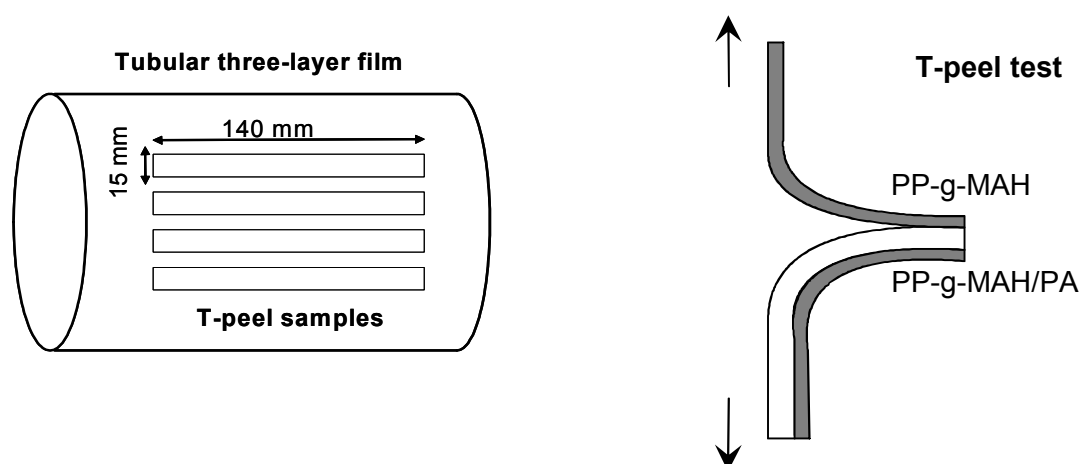 Tubular three-layer film
140 mm
15 mm
T-peel samples
T-peel test
PP-g-MAH
PP-g-MAH/PA